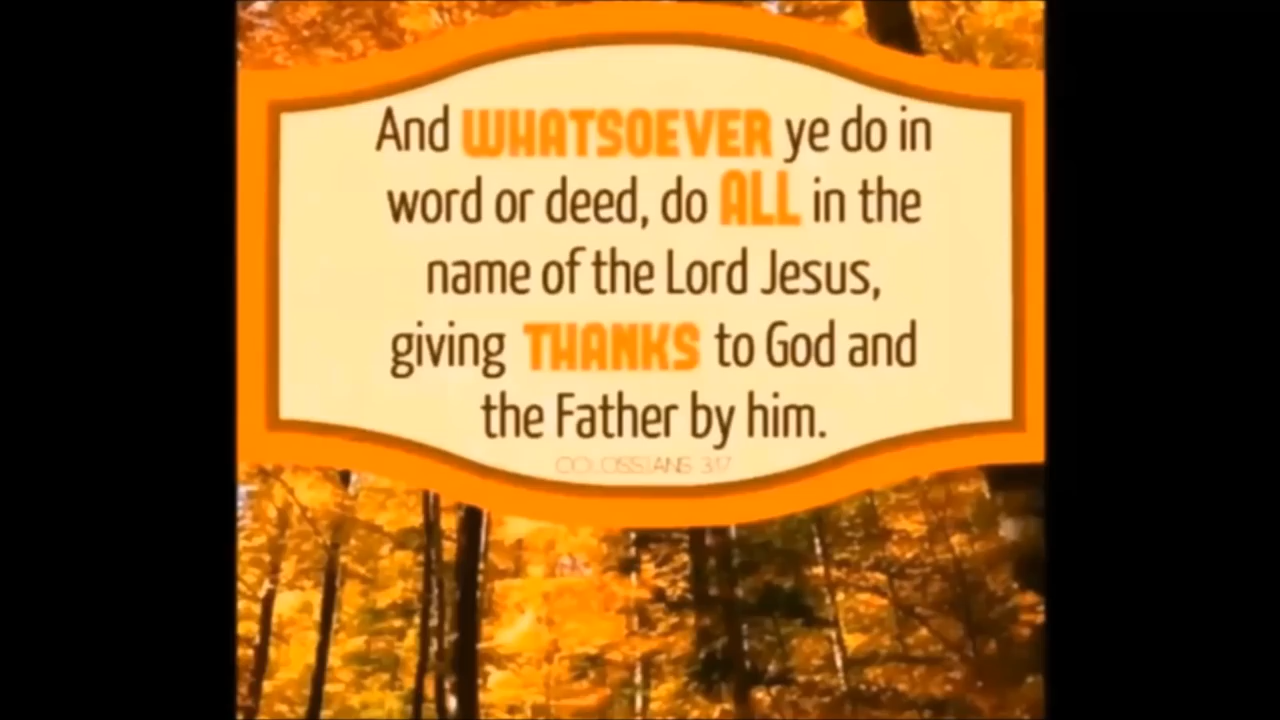 And WHATSOEVER ye do in
word or deed, do ALL in the
name of the Lord Jesus,
giving THANKS to God and
the Father by him.
COLOSSIANS 3:17